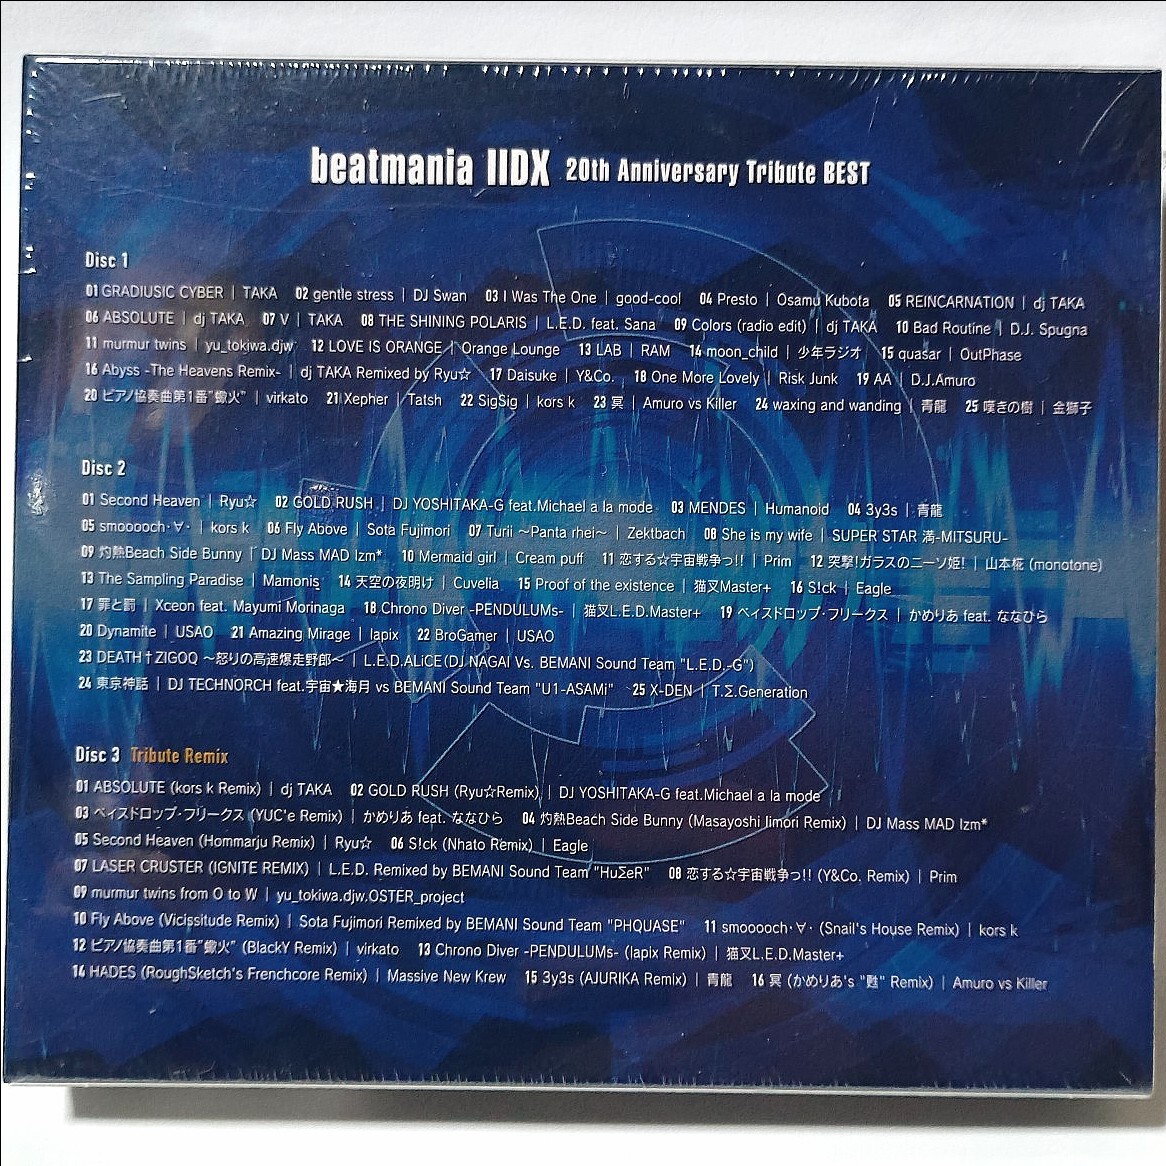 beatmania IIDX 20th Anniversary Tribute BEST
Disc 1
01 GRADIUSIC CYBER | TAKA 02 gentle stress | DJ Swan 03 I Was The One | good-cool 04 Presto | Osamu Kubota 05 REINCARNATION | dj TAKA
06 ABSOLUTE | dj TAKA 07 V | TAKA 08 THE SHINING POLARIS | L.E.D. feat. Sana 09 Colors (radio edit) | dj TAKA 10 Bad Routine | D.J. Spugna
11 murmur twins | yu_tokiwa.djw 12 LOVE IS ORANGE | Orange Lounge 13 LAB | RAM 14 moon_child | 少年ラジオ 15 quasar | OutPhase
16 Abyss -The Heavens Remix- | dj TAKA Remixed by Ryu☆ 17 Daisuke | Y&Co. 18 One More Lovely | Risk Junk 19 AA | D.J.Amuro
20 ピアノ協奏曲第1番"蠍火" | virkato 21 Xepher | Tatsh 22 SigSig | kors k 23 冥 | Amuro vs Killer 24 waxing and wanding | 青龍 25 嘆きの樹 | 金獅子
Disc 2
01 Second Heaven | Ryu☆ 02 GOLD RUSH | DJ YOSHITAKA-G feat.Michael a la mode 03 MENDES | Humanoid 04 3y3s | 青龍
05 smooooch・∀・ | kors k 06 Fly Above | Sota Fujimori 07 Turii ～Panta rhei～ | Zektbach 08 She is my wife | SUPER STAR 満-MITSURU-
09 灼熱Beach Side Bunny | DJ Mass MAD Izm* 10 Mermaid girl | Cream puff 11 恋する☆宇宙戦争っ!! | Prim 12 突撃!ガラスのニーソ姫! | 山本椛 (monotone)
13 The Sampling Paradise | Mamonis 14 天空の夜明け | Cuvelia 15 Proof of the existence | 猫叉Master+ 16 S!ck | Eagle
17 罪と罰 | Xceon feat. Mayumi Morinaga 18 Chrono Diver -PENDULUMs- | 猫叉L.E.D.Master+ 19 ベイスドロップ・フリークス | かめりあ feat. ななひら
20 Dynamite | USAO 21 Amazing Mirage | lapix 22 BroGamer | USAO
23 DEATH†ZIGOQ ～怒りの高速爆走野郎～ | L.E.D.ALiCE(DJ NAGAI Vs. BEMANI Sound Team "L.E.D.-G")
24 東京神話 | DJ TECHNORCH feat.宇宙★海月 vs BEMANI Sound Team "U1-ASAMi" 25 X-DEN | T.Σ.Generation
Disc 3 Tribute Remix
01 ABSOLUTE (kors k Remix) | dj TAKA 02 GOLD RUSH (Ryu☆Remix) | DJ YOSHITAKA-G feat.Michael a la mode
03 ベイスドロップ・フリークス (YUC'e Remix) | かめりあ feat. ななひら 04 灼熱Beach Side Bunny (Masayoshi Iimori Remix) | DJ Mass MAD Izm*
05 Second Heaven (Hommarju Remix) | Ryu☆ 06 S!ck (Nhato Remix) | Eagle
07 LASER CRUSTER (IGNITE REMIX) | L.E.D. Remixed by BEMANI Sound Team "HuΣeR" 08 恋する☆宇宙戦争っ!! (Y&Co. Remix) | Prim
09 murmur twins from O to W | yu_tokiwa.djw.OSTER_project
10 Fly Above (Vicissitude Remix) | Sota Fujimori Remixed by BEMANI Sound Team "PHQUASE" 11 smooooch・∀・ (Snail's House Remix) | kors k
12 ピアノ協奏曲第1番"蠍火" (BlackY Remix) | virkato 13 Chrono Diver -PENDULUMs- (lapix Remix) | 猫叉L.E.D.Master+
14 HADES (RoughSketch's Frenchcore Remix) | Massive New Krew 15 3y3s (AJURIKA Remix) | 青龍 16 冥 (かめりあ's "甦" Remix) | Amuro vs Killer